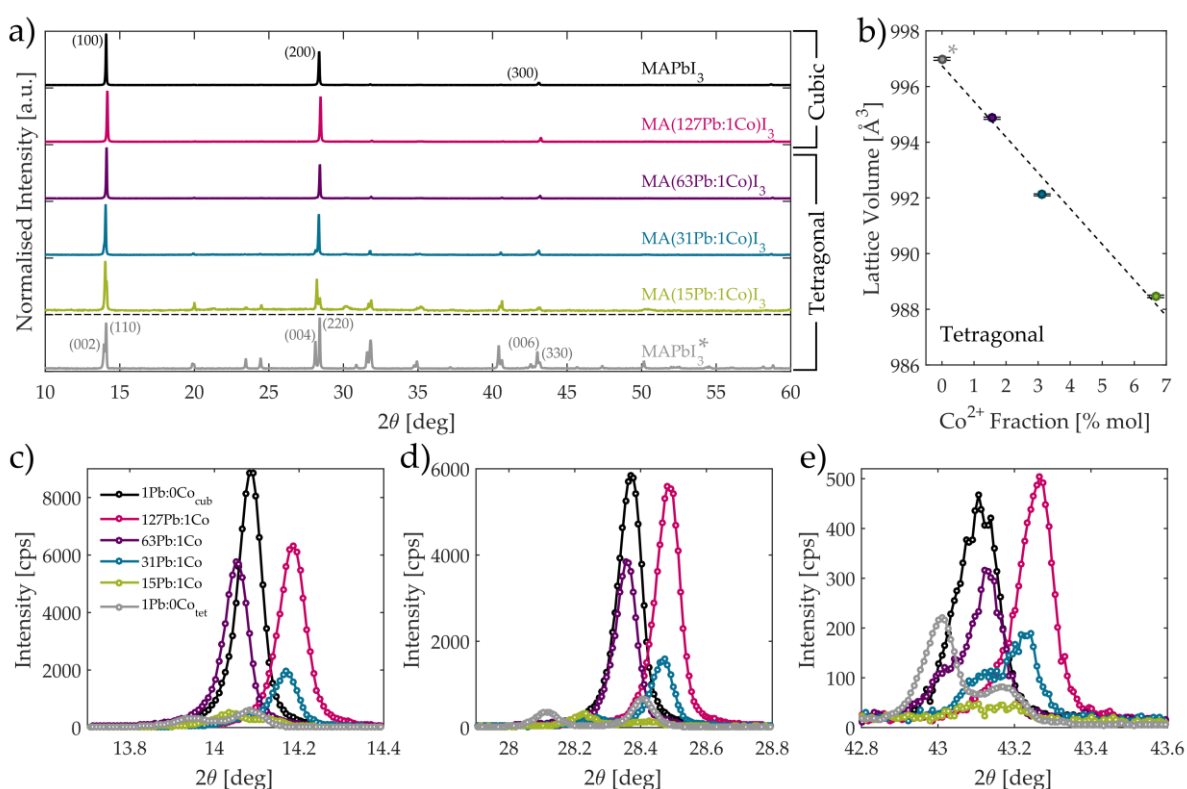 a)
Normalised Intensity [a.u.]
(100)
(200)
(300)
MAPbI₃
MA(127Pb:1Co)I₃
MA(63Pb:1Co)I₃
MA(31Pb:1Co)I₃
MA(15Pb:1Co)I₃
(002)
(110)
(004)
(220)
(006)
(330)
MAPbI₃*
Cubic
Tetragonal
10 15 20 25 30 35 40 45 50 55 60
2θ [deg]
b)
Lattice Volume [Å³]
998
996
994
992
990
988
986
*
Tetragonal
0 1 2 3 4 5 6 7
Co²⁺ Fraction [% mol]
c)
Intensity [cps]
8000
6000
4000
2000
0
1Pb:0Co_cub
127Pb:1Co
63Pb:1Co
31Pb:1Co
15Pb:1Co
1Pb:0Co_tet
13.8 14 14.2 14.4
2θ [deg]
d)
Intensity [cps]
6000
4000
2000
0
28 28.2 28.4 28.6 28.8
2θ [deg]
e)
Intensity [cps]
500
400
300
200
100
0
42.8 43 43.2 43.4 43.6
2θ [deg]